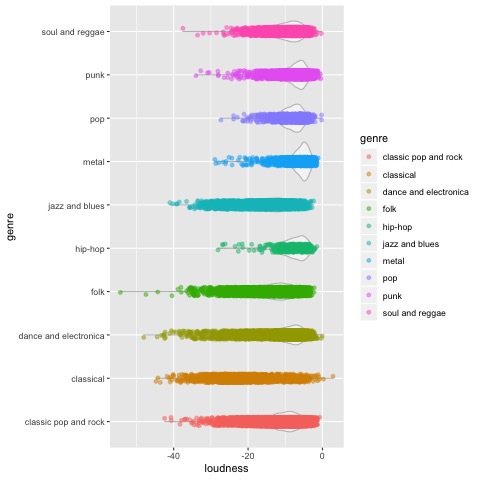 soul and reggae
punk
pop
metal
jazz and blues
hip-hop
folk
dance and electronica
classical
classic pop and rock
genre
-40
-20
0
loudness
genre
classic pop and rock
classical
dance and electronica
folk
hip-hop
jazz and blues
metal
pop
punk
soul and reggae